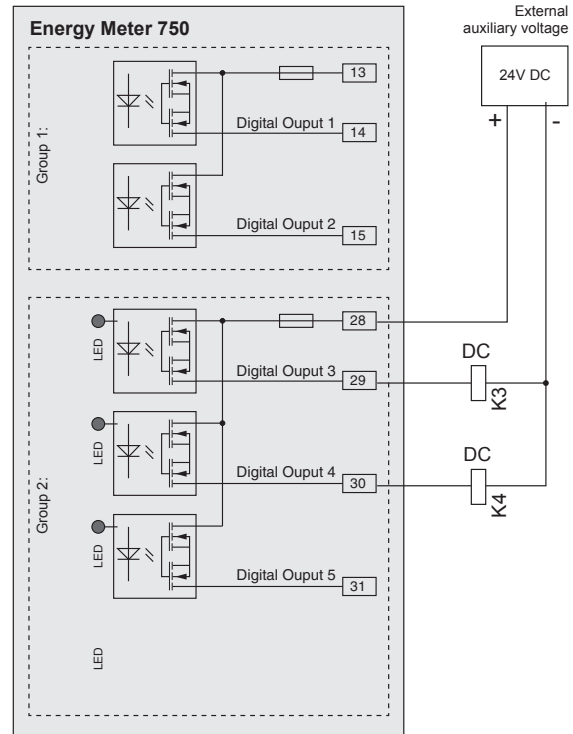 External
auxiliary voltage
Energy Meter 750
24V DC
+ -
Group 1:
13
Digital Ouput 1
14
Digital Ouput 2
15
Group 2:
28
LED
Digital Ouput 3
29
DC
K3
LED
Digital Ouput 4
30
DC
K4
LED
Digital Ouput 5
31
LED